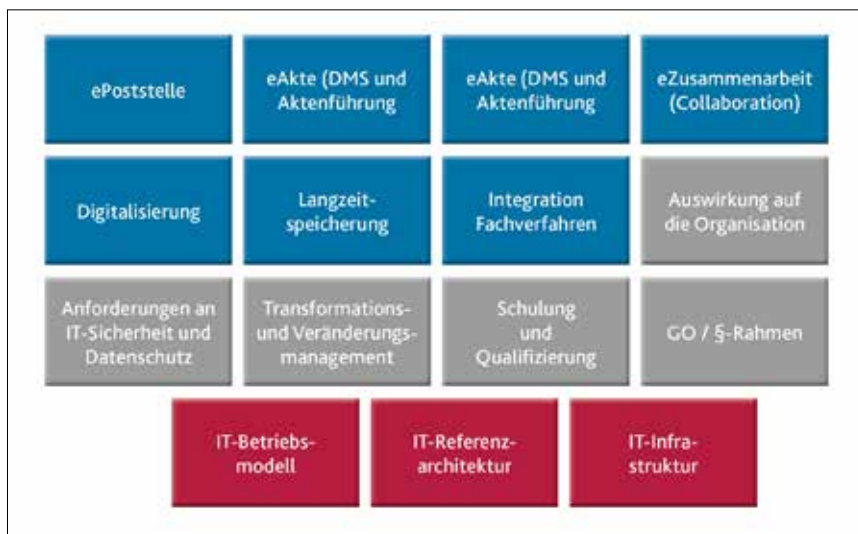 ePoststelle
eAkte (DMS und
Aktenführung
eAkte (DMS und
Aktenführung
eZusammenarbeit
(Collaboration)
Digitalisierung
Langzeit-
speicherung
Integration
Fachverfahren
Auswirkung auf
die Organisation
Anforderungen an
IT-Sicherheit und
Datenschutz
Transformations-
und Veränderungs-
management
Schulung
und
Qualifizierung
GO / §-Rahmen
IT-Betriebs-
modell
IT-Referenz-
architektur
IT-Infra-
struktur